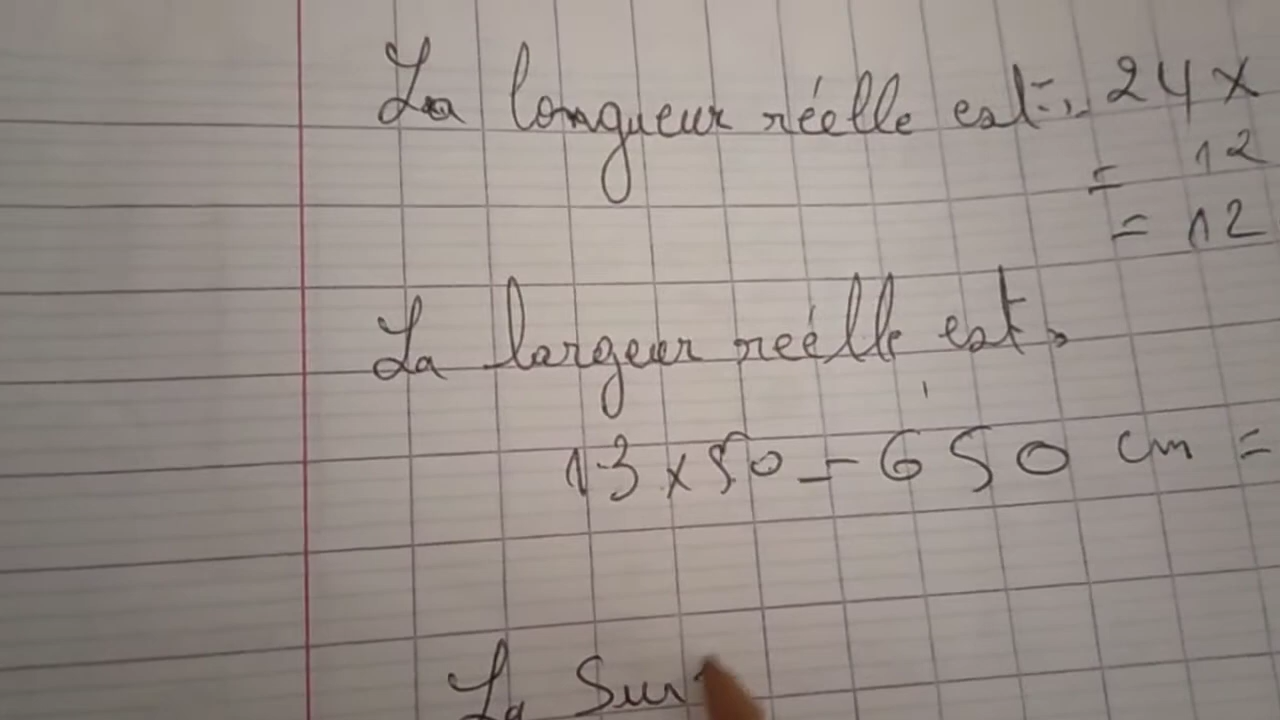 La longueur réelle est : 24 x
= 12
= 12
La largeur réelle est :
13 x 50 = 650 cm =
La Sur